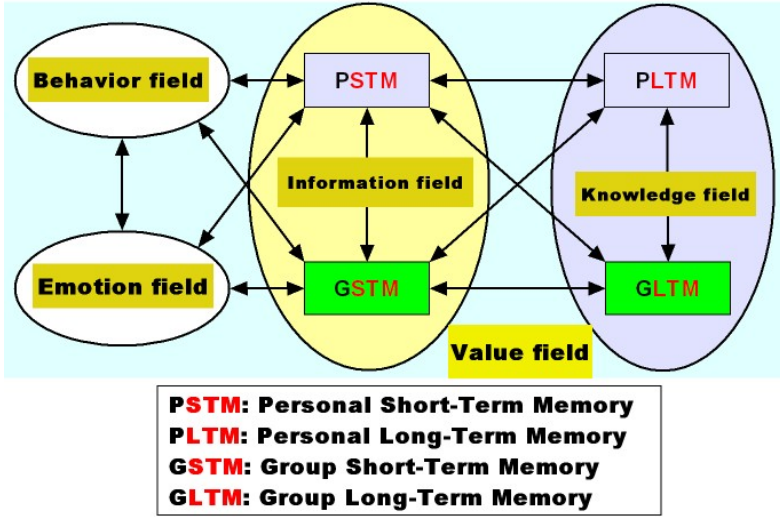 Behavior field
PSTM
PLTM
Information field
Knowledge field
Emotion field
GSTM
GLTM
Value field
PSTM: Personal Short-Term Memory
PLTM: Personal Long-Term Memory
GSTM: Group Short-Term Memory
GLTM: Group Long-Term Memory